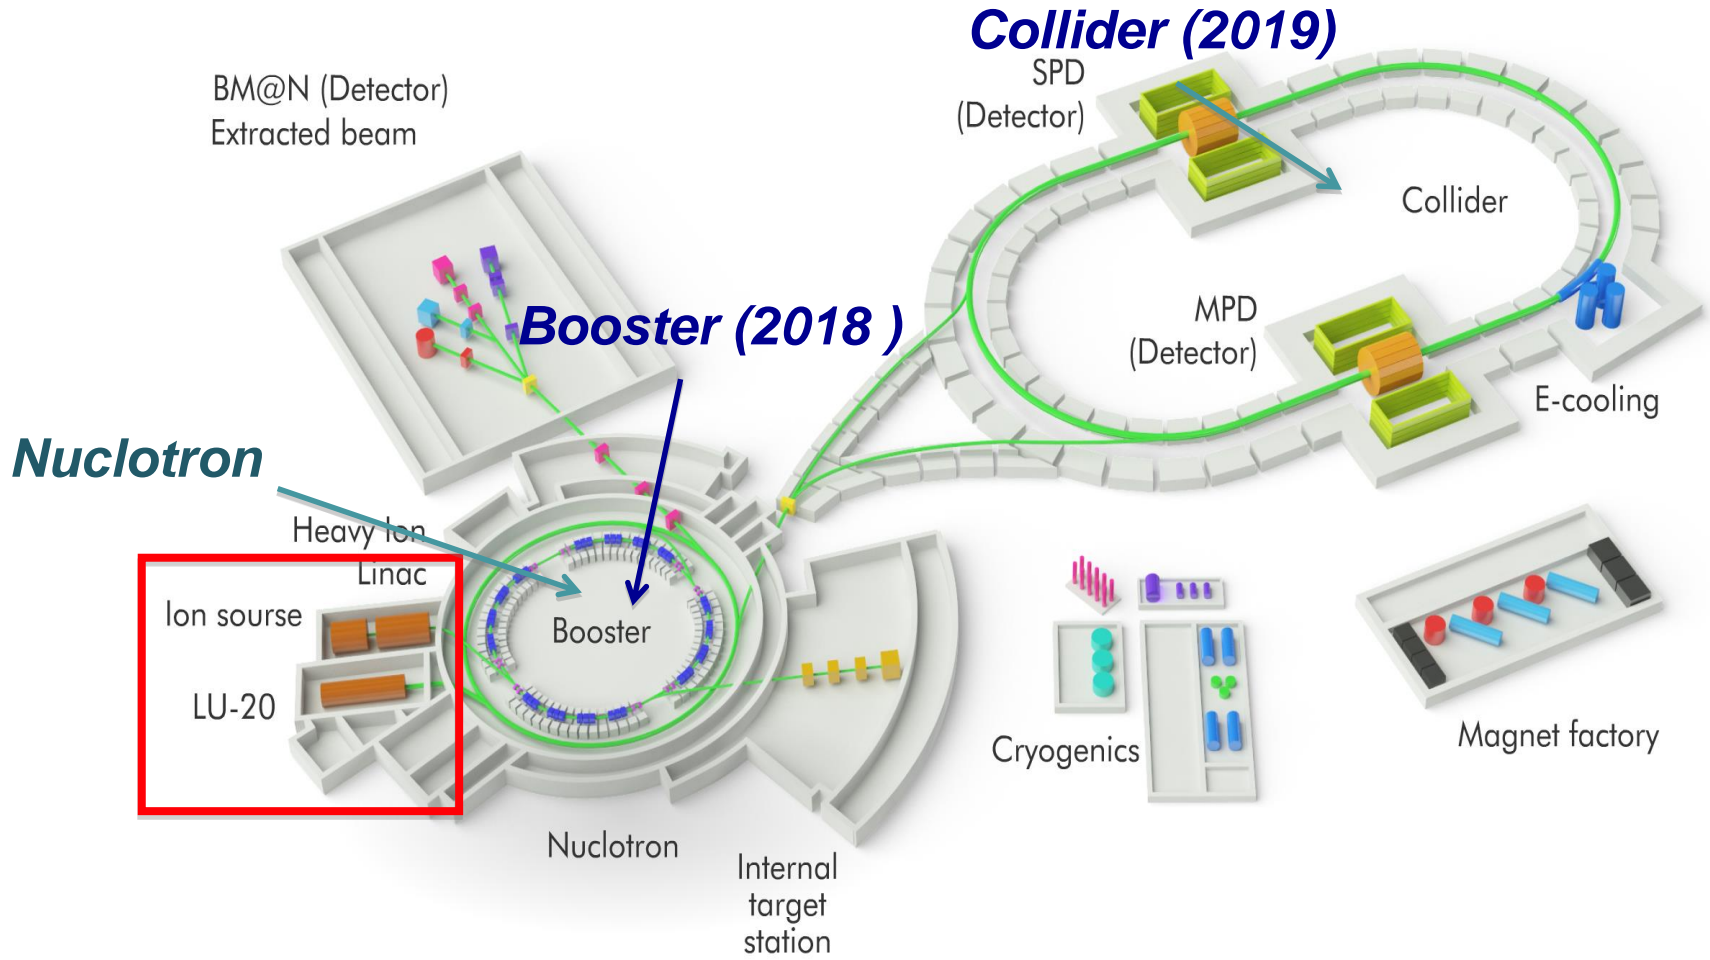 Collider (2019)
SPD
(Detector)
BM@N (Detector)
Extracted beam
Collider
MPD
(Detector)
Booster (2018 )
E-cooling
Nuclotron
Heavy Ion
Linac
Ion sourse
Booster
LU-20
Cryogenics
Magnet factory
Nuclotron
Internal
target
station